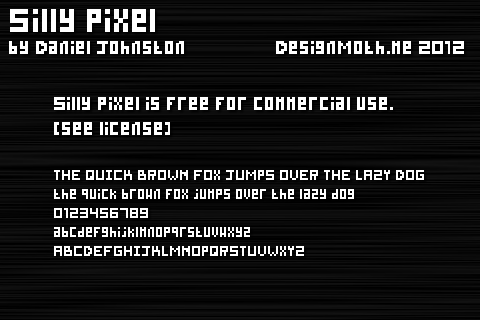 Silly Pixel
by Daniel Johnston
DesignMoth.Me 2012
Silly Pixel is free for commercial use.
(see license)
THE QUICK BROWN FOX JUMPS OVER THE LAZY DOG
the quick brown fox jumps over the lazy dog
0123456789
abcdefghijklmnopqrstuvwxyz
ABCDEFGHIJKLMNOPQRSTUVWXYZ